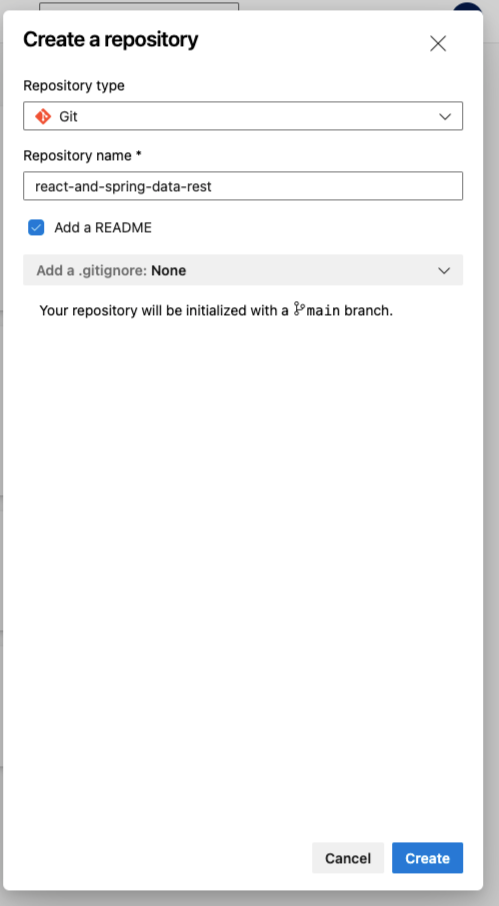 Create a repository
Repository type
Git
Repository name *
react-and-spring-data-rest
Add a README
Add a .gitignore: None
Your repository will be initialized with a main branch.
Cancel
Create